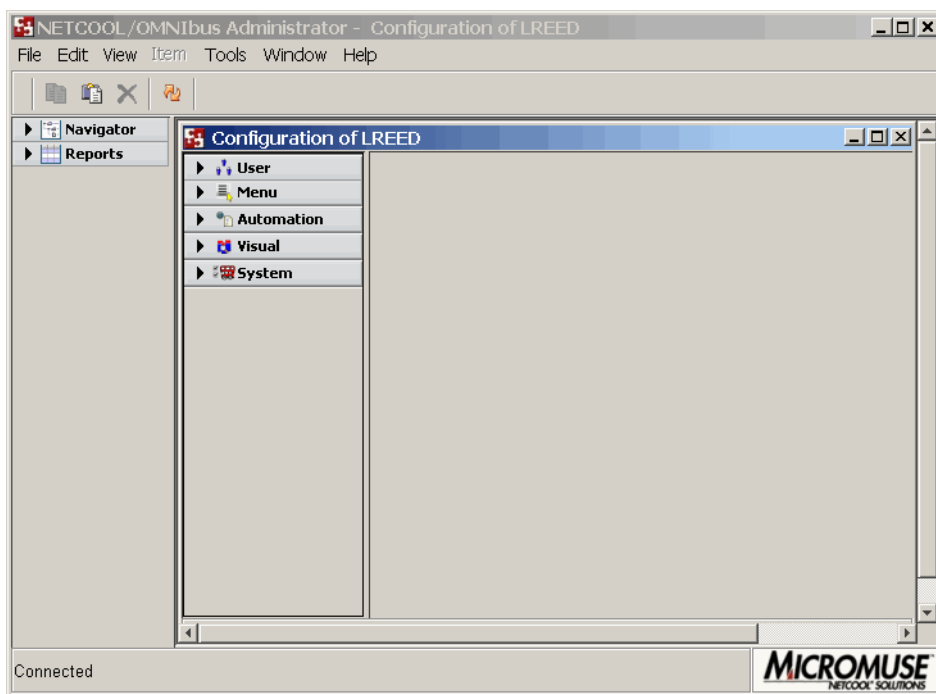 NETCOOL/OMNIbus Administrator - Configuration of LREED
File Edit View Item Tools Window Help
Navigator
Reports
Configuration of LREED
User
Menu
Automation
Visual
System
Connected
MICROMUSE
NETCOOL® SOLUTIONS